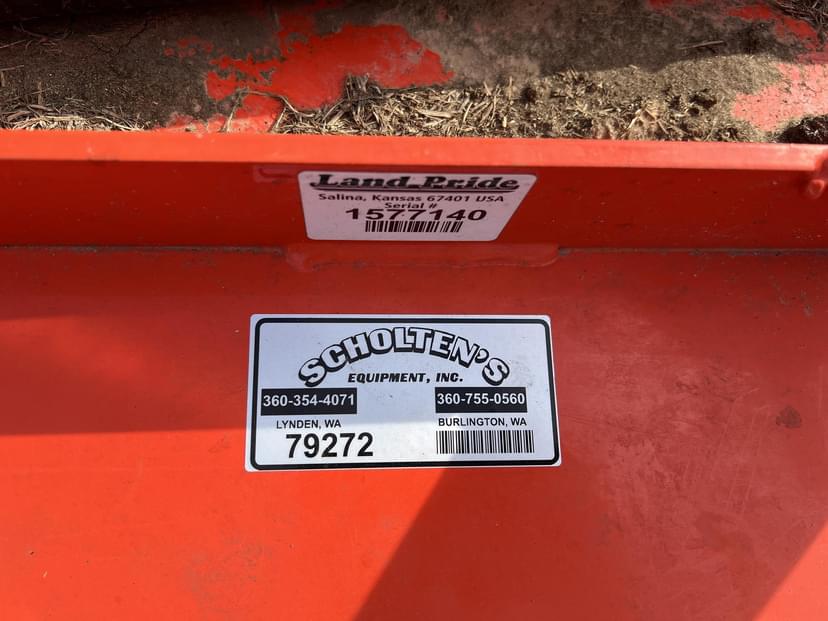 Land Pride
Salina, Kansas 67401 USA
Serial #
1577140
SCHOLTEN'S
EQUIPMENT, INC.
360-354-4071 360-755-0560
LYNDEN, WA BURLINGTON, WA
79272